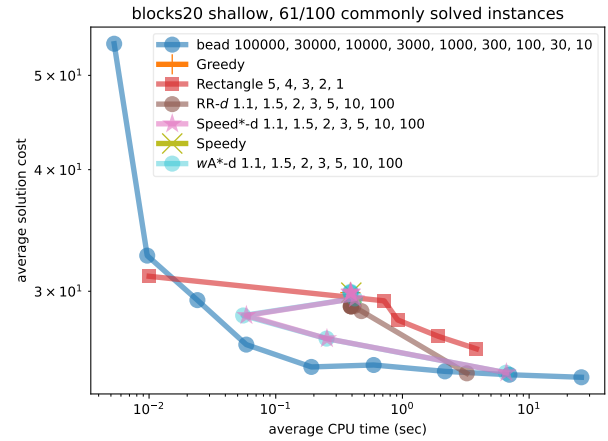 blocks20 shallow, 61/100 commonly solved instances
bead 100000, 30000, 10000, 3000, 1000, 300, 100, 30, 10
Greedy
Rectangle 5, 4, 3, 2, 1
RR-d 1.1, 1.5, 2, 3, 5, 10, 100
Speed*-d 1.1, 1.5, 2, 3, 5, 10, 100
Speedy
wA*-d 1.1, 1.5, 2, 3, 5, 10, 100
average solution cost
5 × 10¹
4 × 10¹
3 × 10¹
10⁻² 10⁻¹ 10⁰ 10¹
average CPU time (sec)